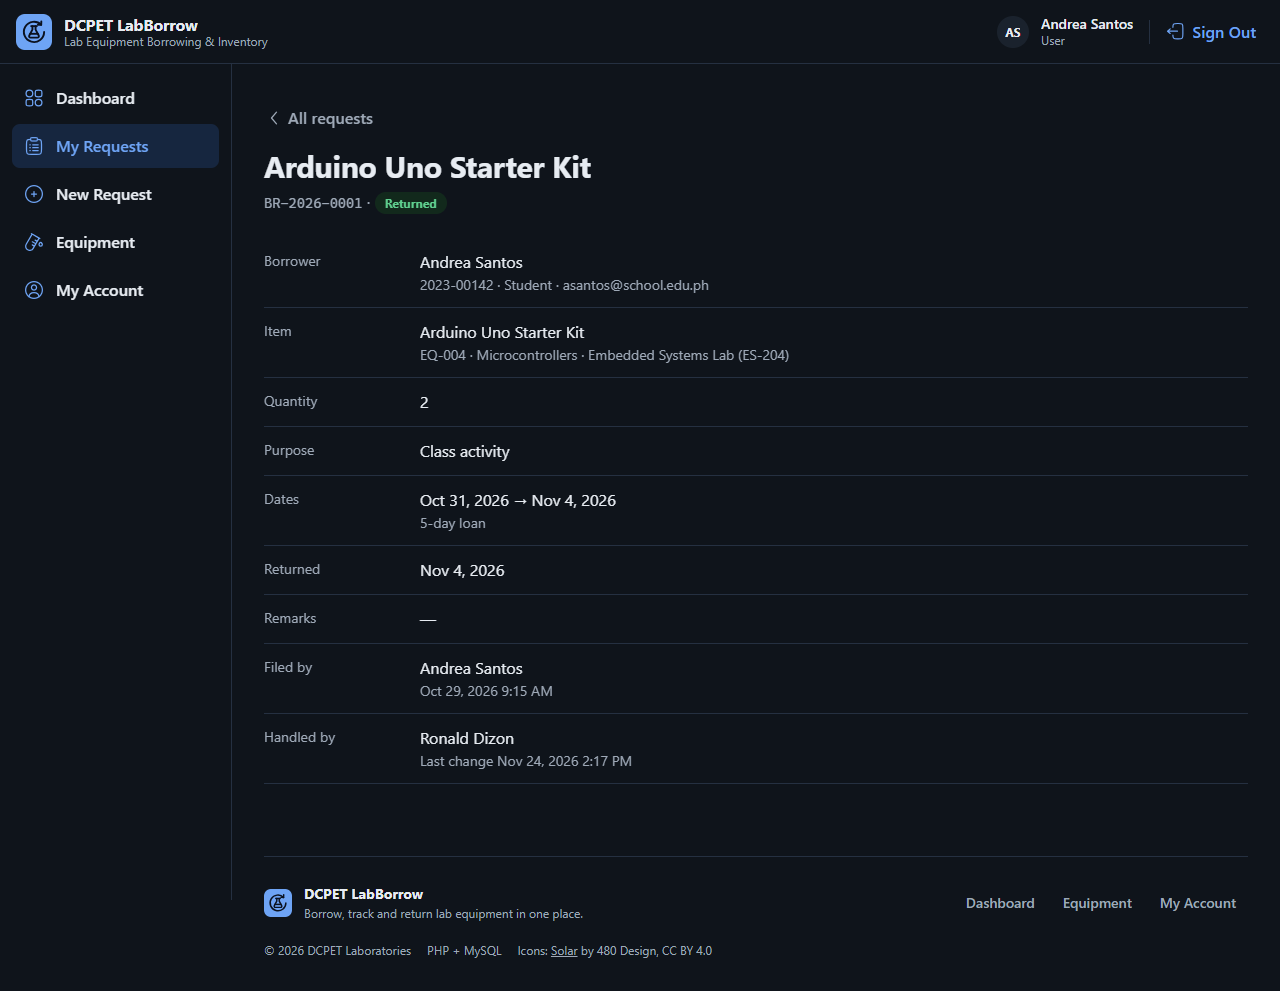 DCPET LabBorrow
Lab Equipment Borrowing & Inventory
AS
Andrea Santos
User
Sign Out
Dashboard
My Requests
New Request
Equipment
My Account
All requests
Arduino Uno Starter Kit
BR-2026-0001 · Returned
Borrower
Andrea Santos
2023-00142 · Student · asantos@school.edu.ph
Item
Arduino Uno Starter Kit
EQ-004 · Microcontrollers · Embedded Systems Lab (ES-204)
Quantity
2
Purpose
Class activity
Dates
Oct 31, 2026 → Nov 4, 2026
5-day loan
Returned
Nov 4, 2026
Remarks
—
Filed by
Andrea Santos
Oct 29, 2026 9:15 AM
Handled by
Ronald Dizon
Last change Nov 24, 2026 2:17 PM
DCPET LabBorrow
Borrow, track and return lab equipment in one place.
Dashboard
Equipment
My Account
© 2026 DCPET Laboratories
PHP + MySQL
Icons: Solar by 480 Design, CC BY 4.0